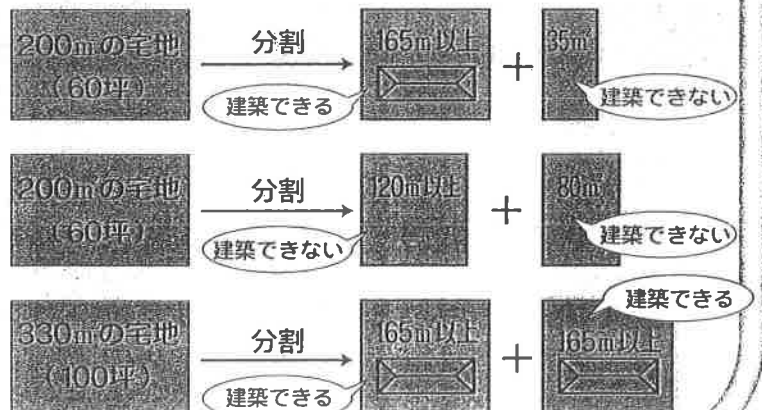 200㎡の宅地
(60坪)
分割
建築できる
165㎡以上
+
35㎡
建築できない
200㎡の宅地
(60坪)
分割
建築できない
120㎡以上
+
80㎡
建築できない
330㎡の宅地
(100坪)
分割
建築できる
165㎡以上
+
建築できる
165㎡以上